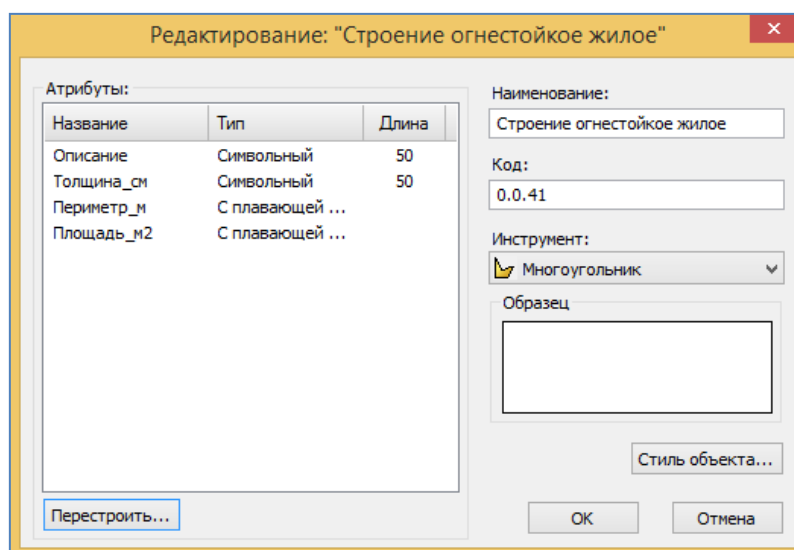 Редактирование: "Строение огнестойкое жилое"
Атрибуты:
Название Тип Длина
Описание Символьный 50
Толщина_см Символьный 50
Периметр_м С плавающей ...
Площадь_м2 С плавающей ...
Перестроить...
Наименование:
Строение огнестойкое жилое
Код:
0.0.41
Инструмент:
Многоугольник
Образец
Стиль объекта...
OK Отмена